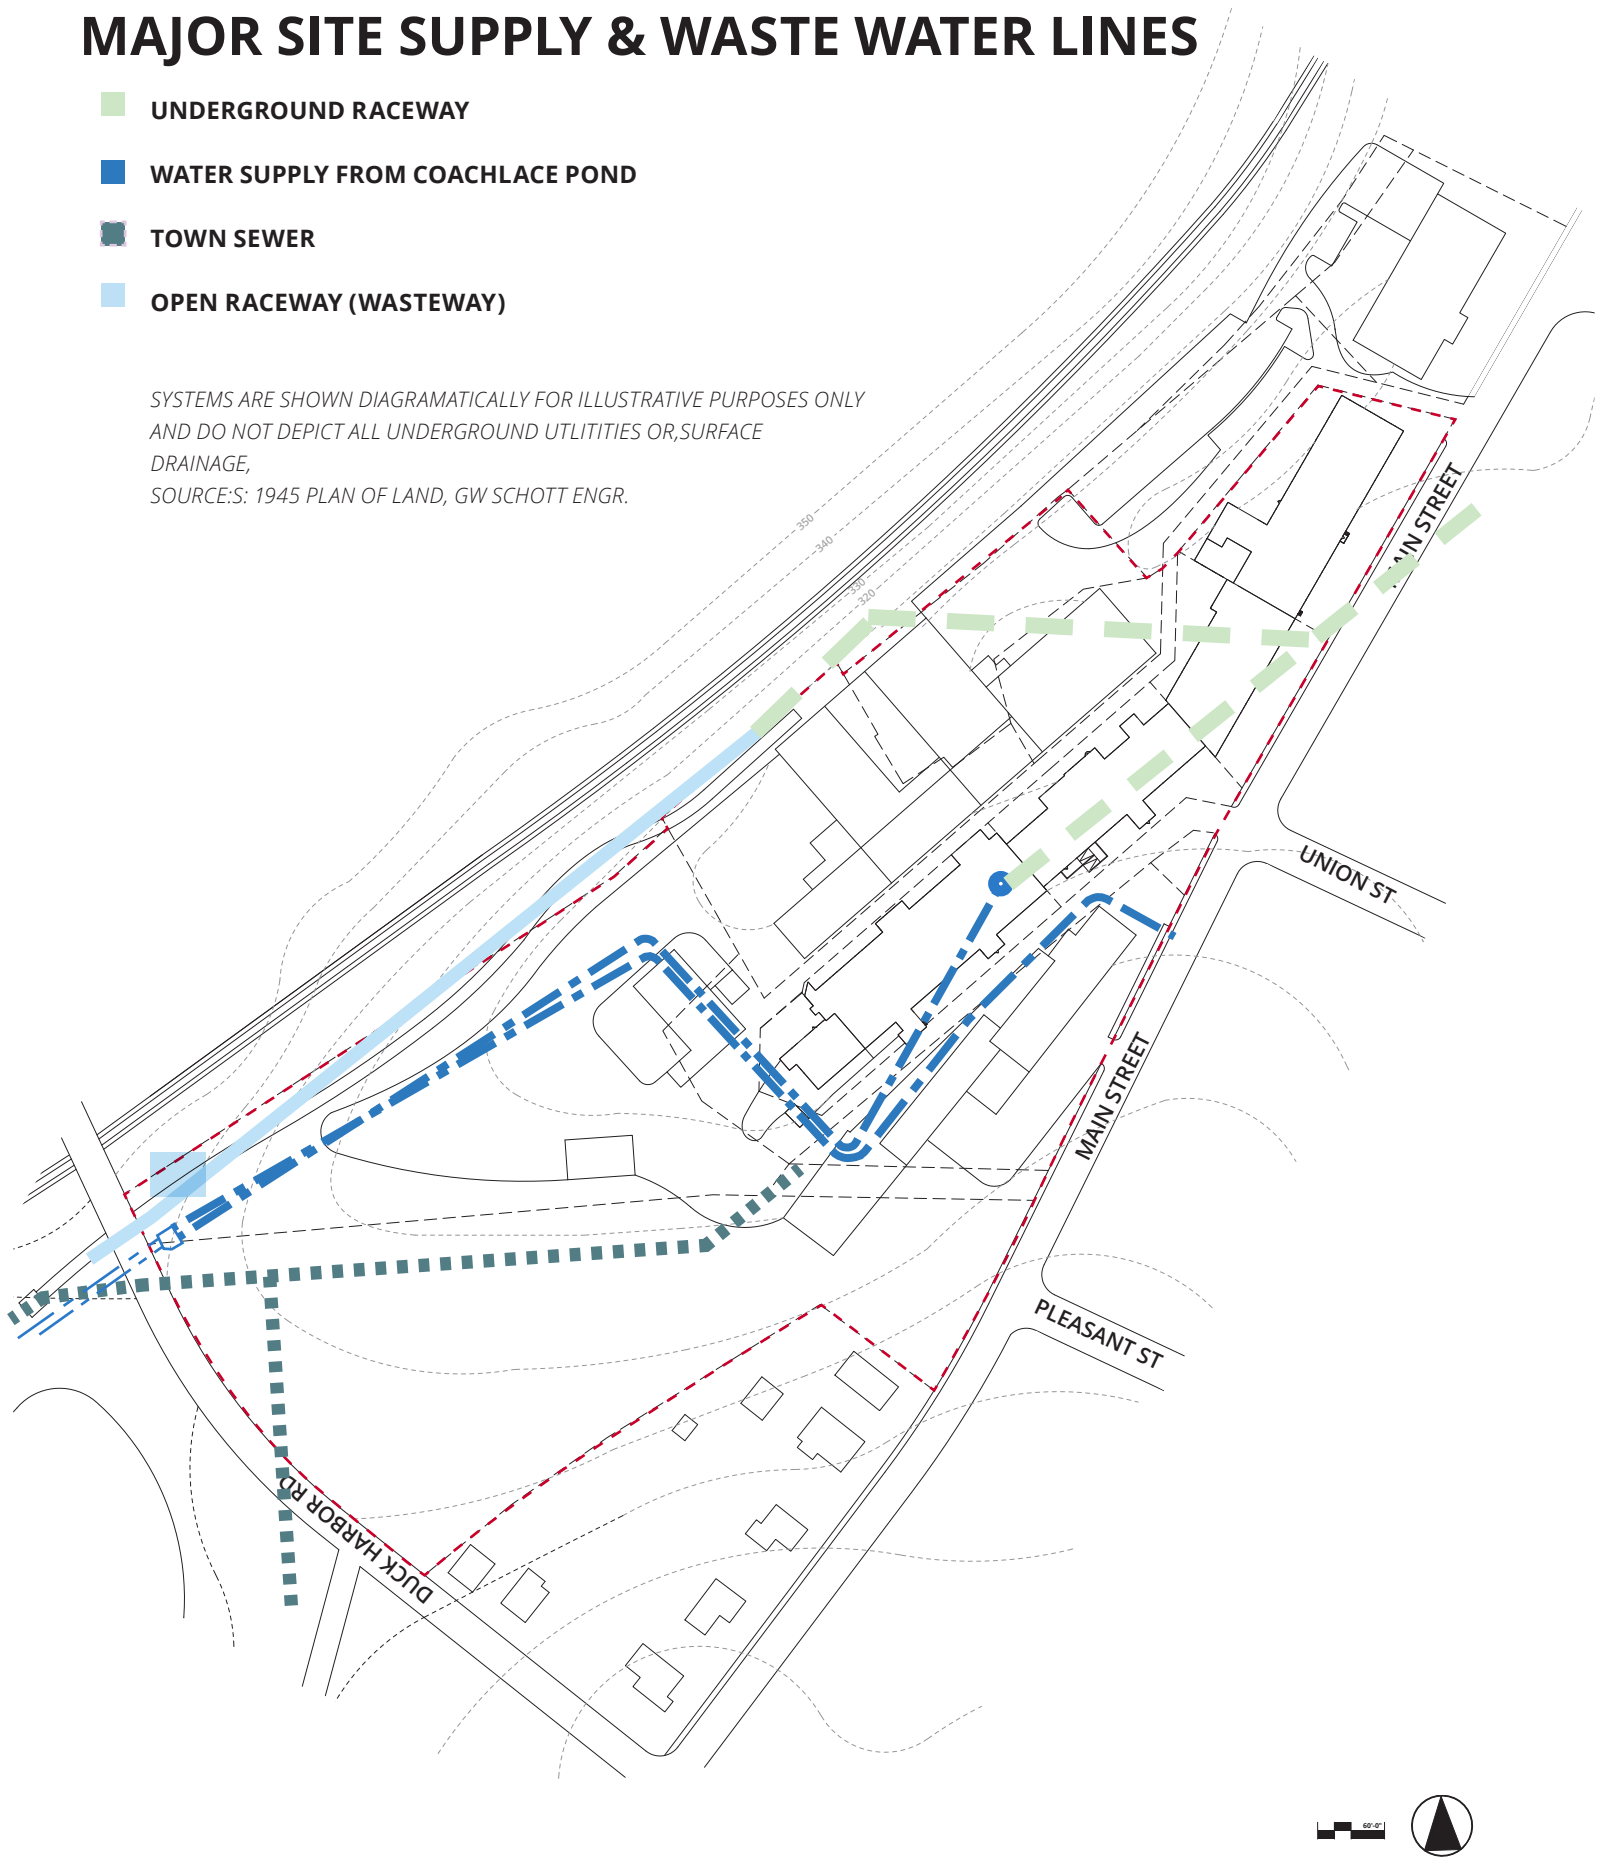 MAJOR SITE SUPPLY & WASTE WATER LINES
UNDERGROUND RACEWAY
WATER SUPPLY FROM COACHLACE POND
TOWN SEWER
OPEN RACEWAY (WASTEWAY)
SYSTEMS ARE SHOWN DIAGRAMATICALLY FOR ILLUSTRATIVE PURPOSES ONLY
AND DO NOT DEPICT ALL UNDERGROUND UTLITITIES OR,SURFACE
DRAINAGE,
SOURCE:S: 1945 PLAN OF LAND, GW SCHOTT ENGR.
350
340
330
320
MAIN STREET
UNION ST
MAIN STREET
PLEASANT ST
DUCK HARBOR RD
60'-0"